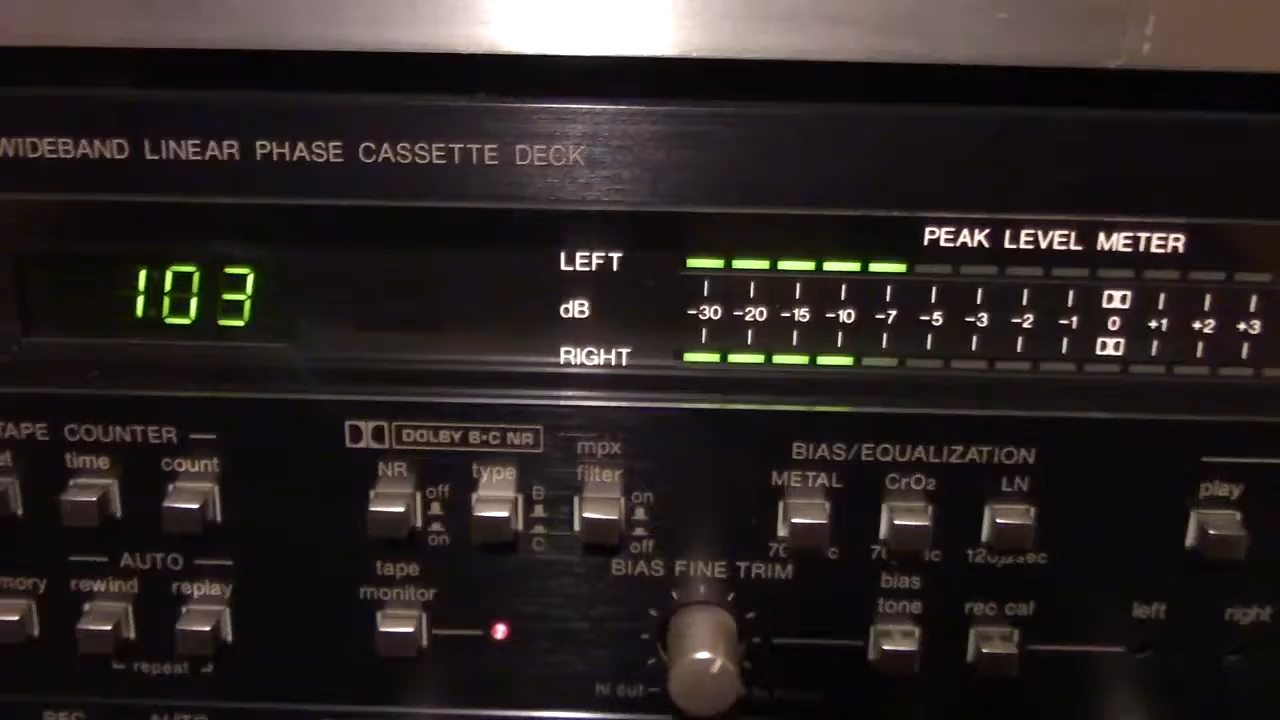 WIDEBAND LINEAR PHASE CASSETTE DECK
PEAK LEVEL METER
103
LEFT
dB -30 -20 -15 -10 -7 -5 -3 -2 -1 0 +1 +2 +3
RIGHT
TAPE COUNTER
time count
DOLBY B·C NR
NR type mpx filter
off on
B C
on off
BIAS/EQUALIZATION
METAL CrO2 LN
120µsec
play
AUTO
rewind replay
repeat
tape monitor
BIAS FINE TRIM
hi cut
bias tone rec cal left right